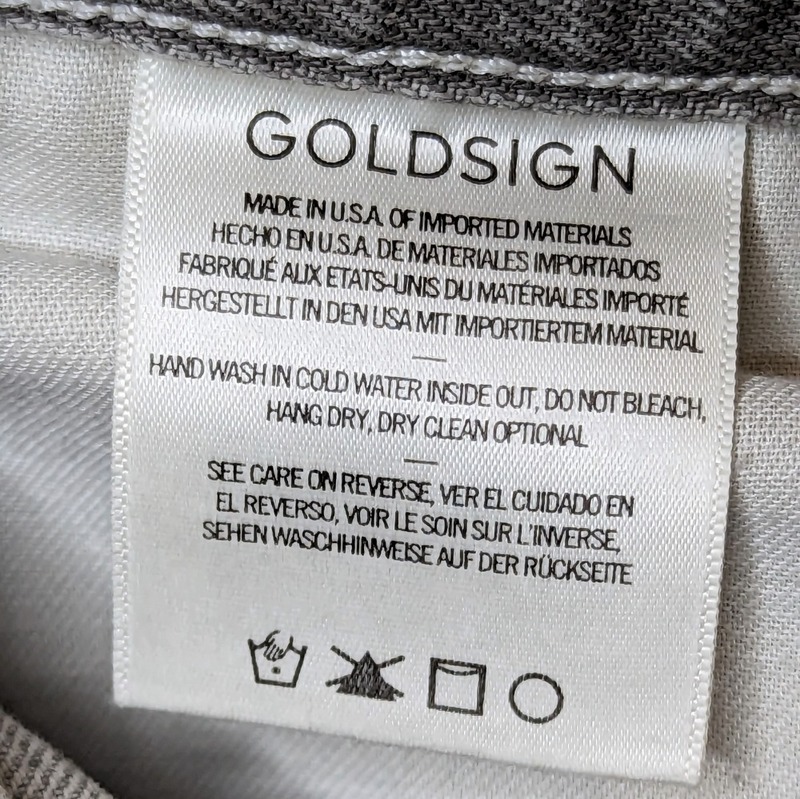 GOLDSIGN
MADE IN U.S.A. OF IMPORTED MATERIALS
HECHO EN U.S.A. DE MATERIALES IMPORTADOS
FABRIQUÉ AUX ETATS-UNIS DU MATÉRIALES IMPORTÉ
HERGESTELLT IN DEN USA MIT IMPORTIERTEM MATERIAL
HAND WASH IN COLD WATER INSIDE OUT, DO NOT BLEACH,
HANG DRY, DRY CLEAN OPTIONAL
SEE CARE ON REVERSE, VER EL CUIDADO EN
EL REVERSO, VOIR LE SOIN SUR L'INVERSE,
SEHEN WASCHHINWEISE AUF DER RÜCKSEITE